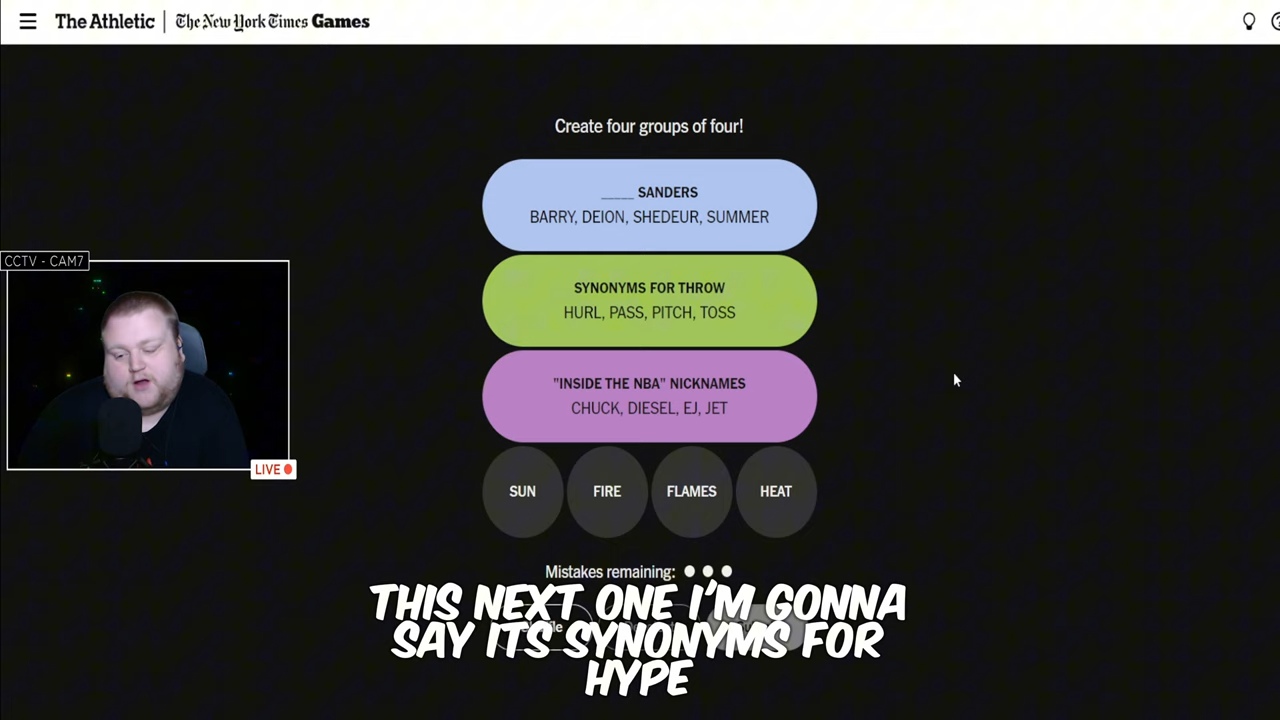 The Athletic | The New York Times Games
Create four groups of four!
_____ SANDERS
BARRY, DEION, SHEDEUR, SUMMER
SYNONYMS FOR THROW
HURL, PASS, PITCH, TOSS
CCTV - CAM7
"INSIDE THE NBA" NICKNAMES
CHUCK, DIESEL, EJ, JET
LIVE
SUN FIRE FLAMES HEAT
Mistakes remaining:
THIS NEXT ONE I'M GONNA
SAY ITS SYNONYMS FOR
HYPE